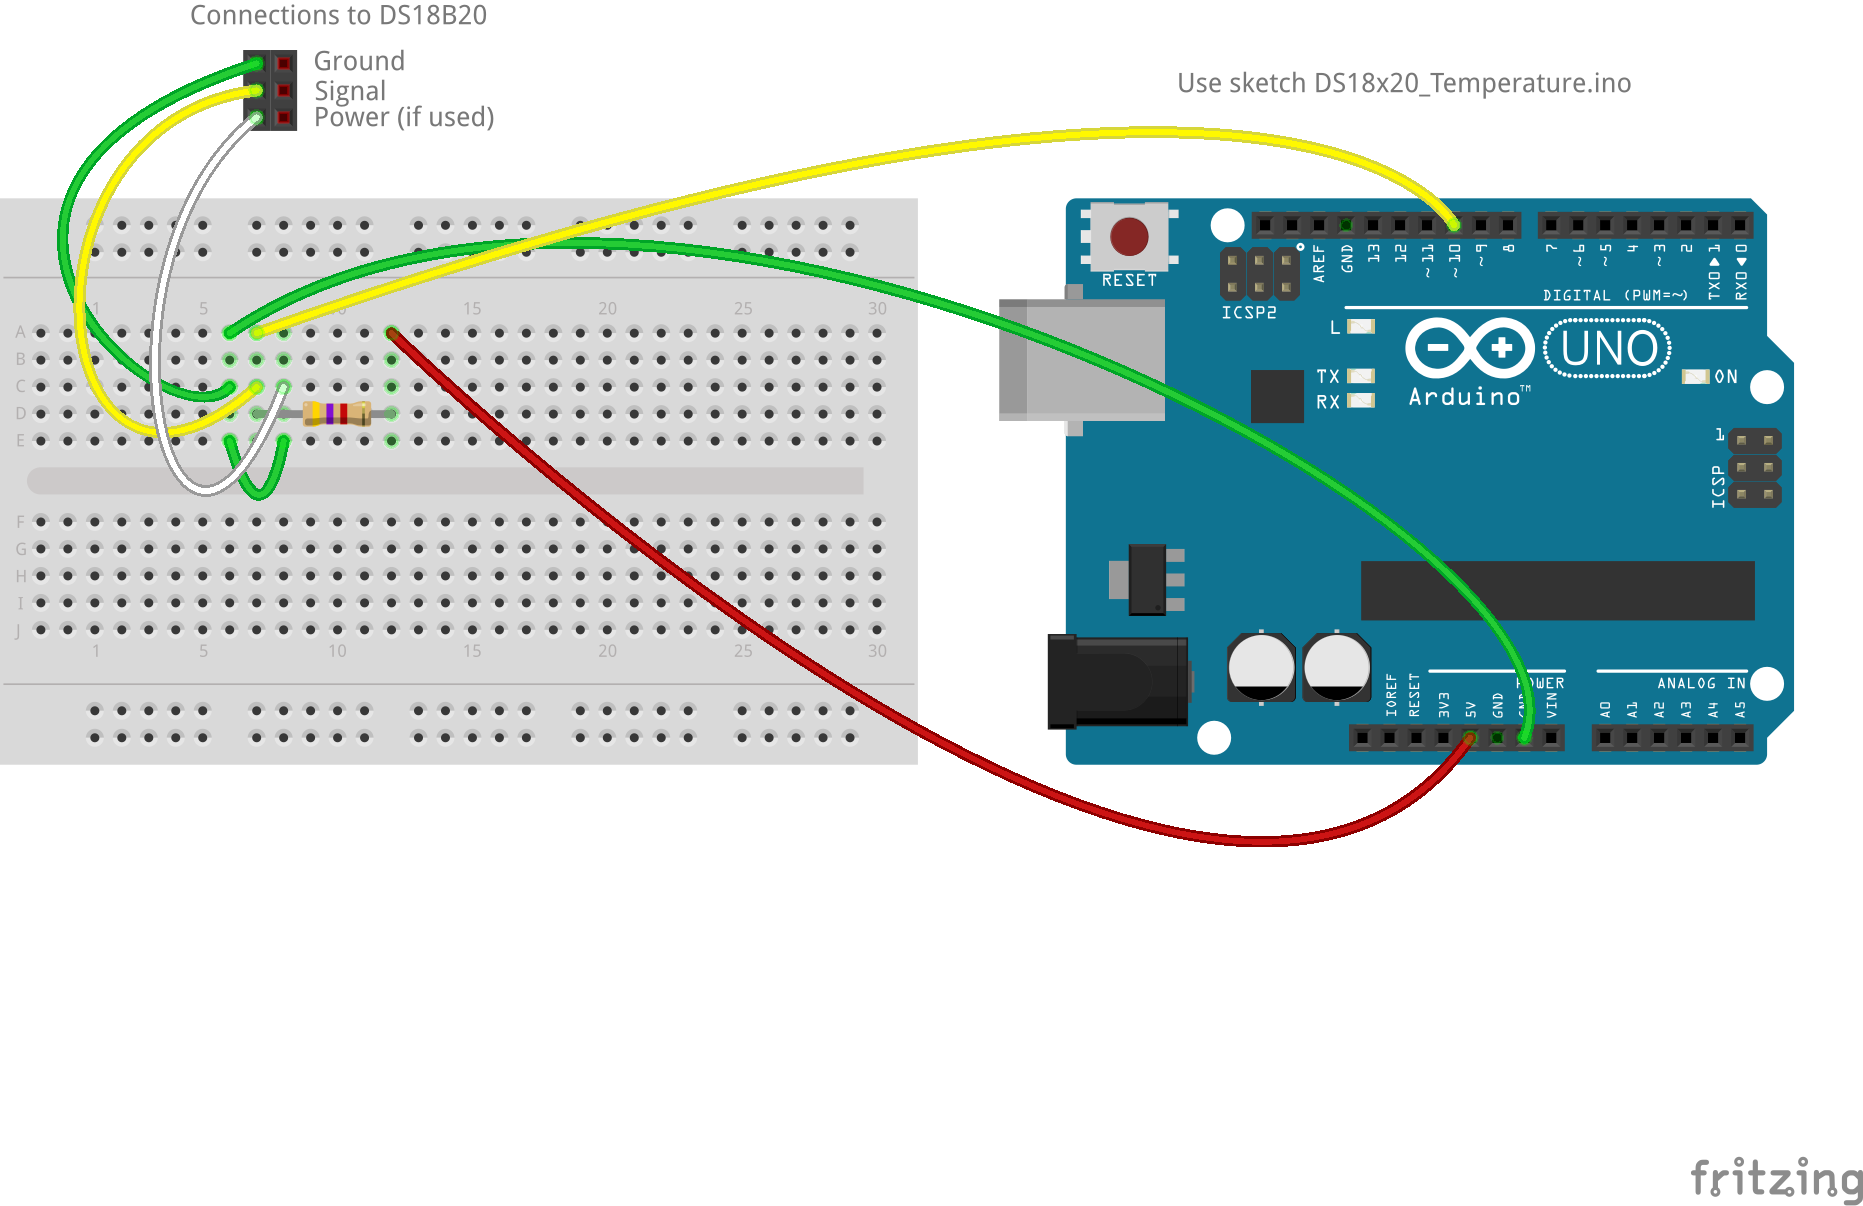 Connections to DS18B20
Ground
Signal
Power (if used)
Use sketch DS18x20_Temperature.ino
RESET
ICSP2
AREF
GND
13
12
~11
~10
~9
8
7
~6
~5
4
~3
2
TX0▶1
RX0◀0
DIGITAL (PWM=~)
L
TX
RX
UNO
Arduino™
ON
1
ICSP
1 5 15 20 25 30
A
B
C
D
E
F
G
H
I
J
1 5 10 15 20 25 30
IOREF
RESET
3V3
5V
GND
GND
VIN
POWER
ANALOG IN
A0
A1
A2
A3
A4
A5
fritzing